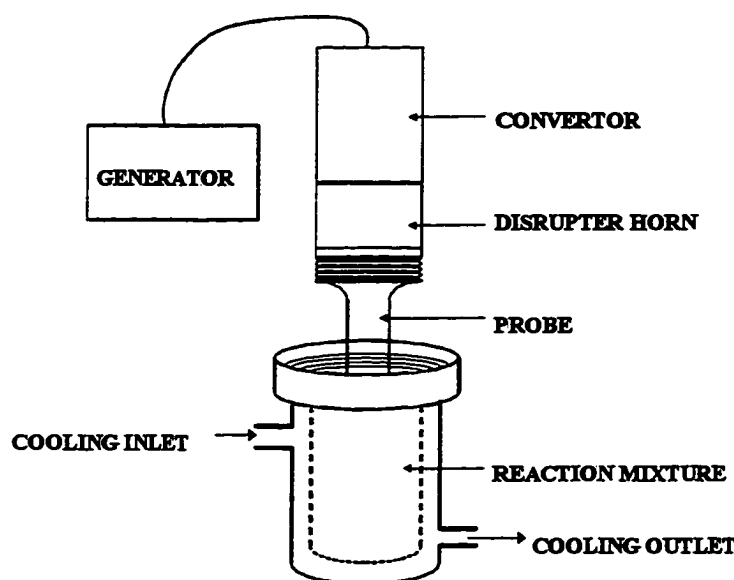 CONVERTOR
GENERATOR
DISRUPTER HORN
PROBE
COOLING INLET
REACTION MIXTURE
COOLING OUTLET